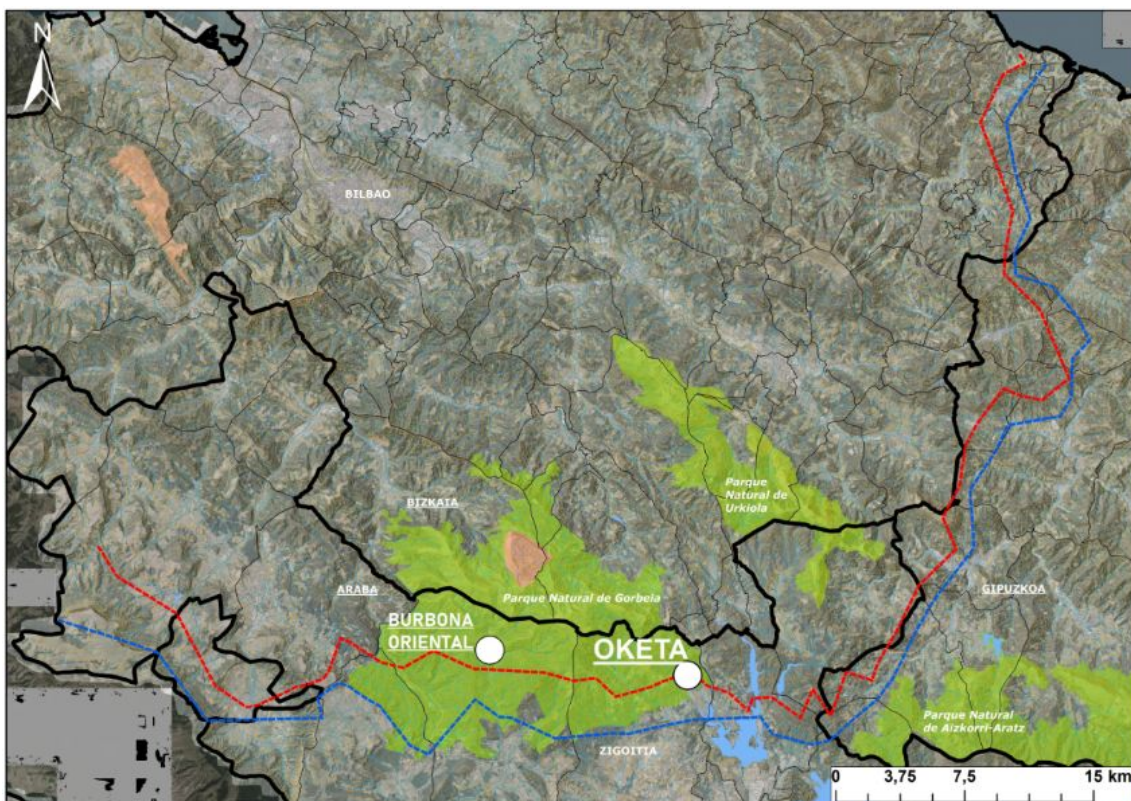 N
BILBAO
Parque
Natural de
Urkiola
BIZKAIA
ARABA
Parque Natural de Gorbeia
GIPUZKOA
BURBONA
ORIENTAL
OKETA
Parque Natural
de Aizkorri-Aratz
ZIGOITIA
0 3,75 7,5 15 km